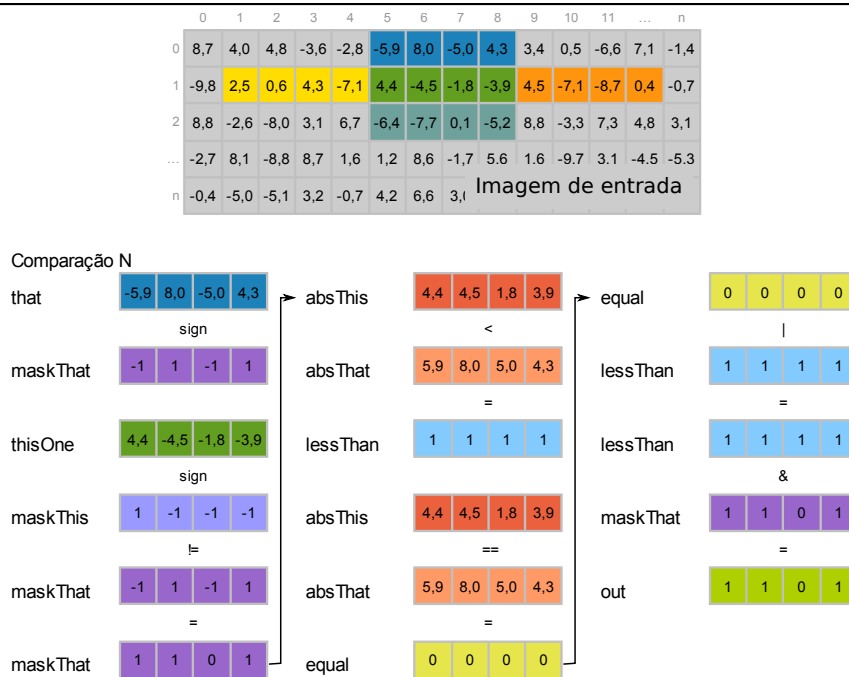 0 1 2 3 4 5 6 7 8 9 10 11 ... n
0 8,7 4,0 4,8 -3,6 -2,8 -5,9 8,0 -5,0 4,3 3,4 0,5 -6,6 7,1 -1,4
1 -9,8 2,5 0,6 4,3 -7,1 4,4 -4,5 -1,8 -3,9 4,5 -7,1 -8,7 0,4 -0,7
2 8,8 -2,6 -8,0 3,1 6,7 -6,4 -7,7 0,1 -5,2 8,8 -3,3 7,3 4,8 3,1
... -2,7 8,1 -8,8 8,7 1,6 1,2 8,6 -1,7 5,6 1,6 -9,7 3,1 -4,5 -5,3
n -0,4 -5,0 -5,1 3,2 -0,7 4,2 6,6 3,
Imagem de entrada
Comparação N
that -5,9 8,0 -5,0 4,3
sign
maskThat -1 1 -1 1
thisOne 4,4 -4,5 -1,8 -3,9
sign
maskThis 1 -1 -1 -1
!=
maskThat -1 1 -1 1
=
maskThat 1 1 0 1
absThis 4,4 4,5 1,8 3,9
<
absThat 5,9 8,0 5,0 4,3
=
lessThan 1 1 1 1
absThis 4,4 4,5 1,8 3,9
==
absThat 5,9 8,0 5,0 4,3
=
equal 0 0 0 0
equal 0 0 0 0
|
lessThan 1 1 1 1
=
lessThan 1 1 1 1
&
maskThat 1 1 0 1
=
out 1 1 0 1